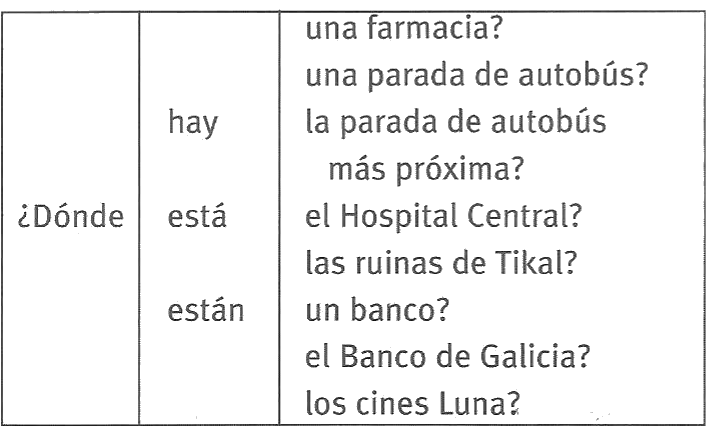 una farmacia?
una parada de autobús?
hay la parada de autobús
más próxima?
¿Dónde está el Hospital Central?
las ruinas de Tikal?
están un banco?
el Banco de Galicia?
los cines Luna?